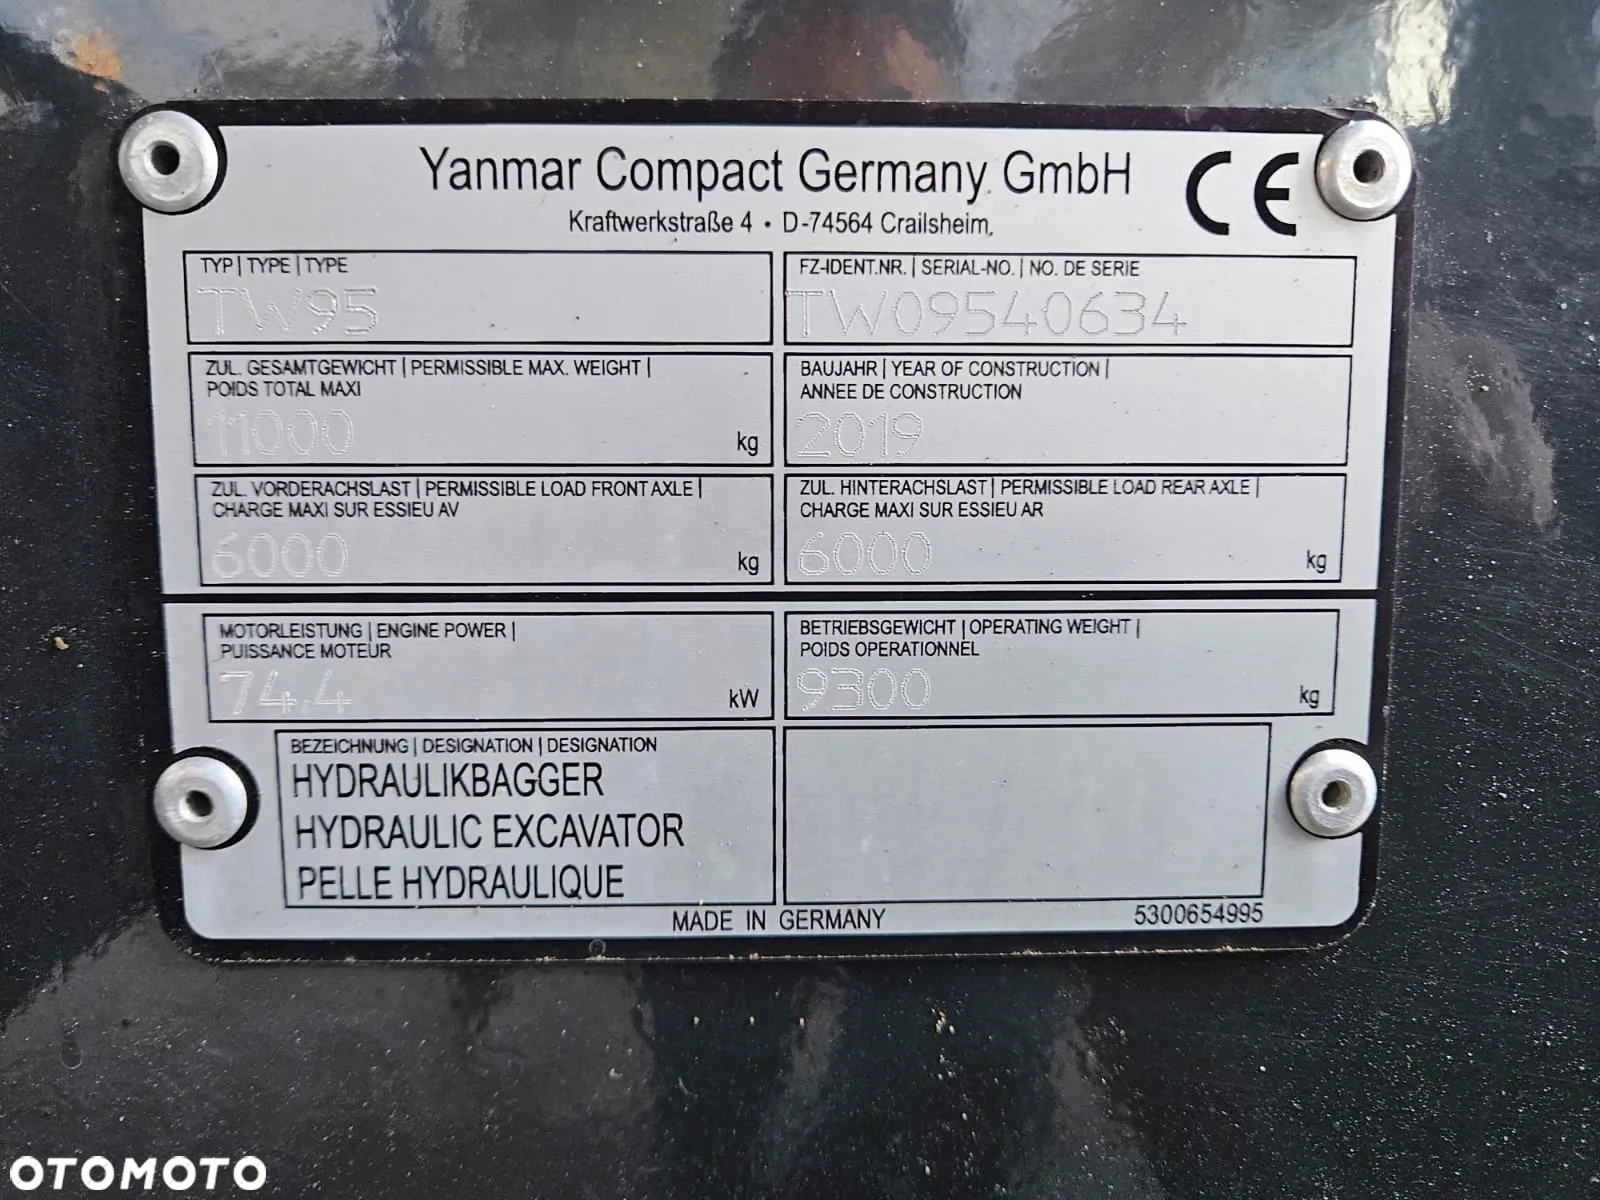 Yanmar Compact Germany GmbH
CE
Kraftwerkstraße 4 • D-74564 Crailsheim,
TYP | TYPE | TYPE
TW95
FZ-IDENT.NR. | SERIAL-NO. | NO. DE SERIE
TW09540634
ZUL. GESAMTGEWICHT | PERMISSIBLE MAX. WEIGHT |
POIDS TOTAL MAXI
11000 kg
BAUJAHR | YEAR OF CONSTRUCTION |
ANNEE DE CONSTRUCTION
2019
ZUL. VORDERACHSLAST | PERMISSIBLE LOAD FRONT AXLE |
CHARGE MAXI SUR ESSIEU AV
6000 kg
ZUL. HINTERACHSLAST | PERMISSIBLE LOAD REAR AXLE |
CHARGE MAXI SUR ESSIEU AR
6000 kg
MOTORLEISTUNG | ENGINE POWER |
PUISSANCE MOTEUR
74,4 kW
BETRIEBSGEWICHT | OPERATING WEIGHT |
POIDS OPERATIONNEL
9300 kg
BEZEICHNUNG | DESIGNATION | DESIGNATION
HYDRAULIKBAGGER
HYDRAULIC EXCAVATOR
PELLE HYDRAULIQUE
MADE IN GERMANY
5300654995
OTOMOTO